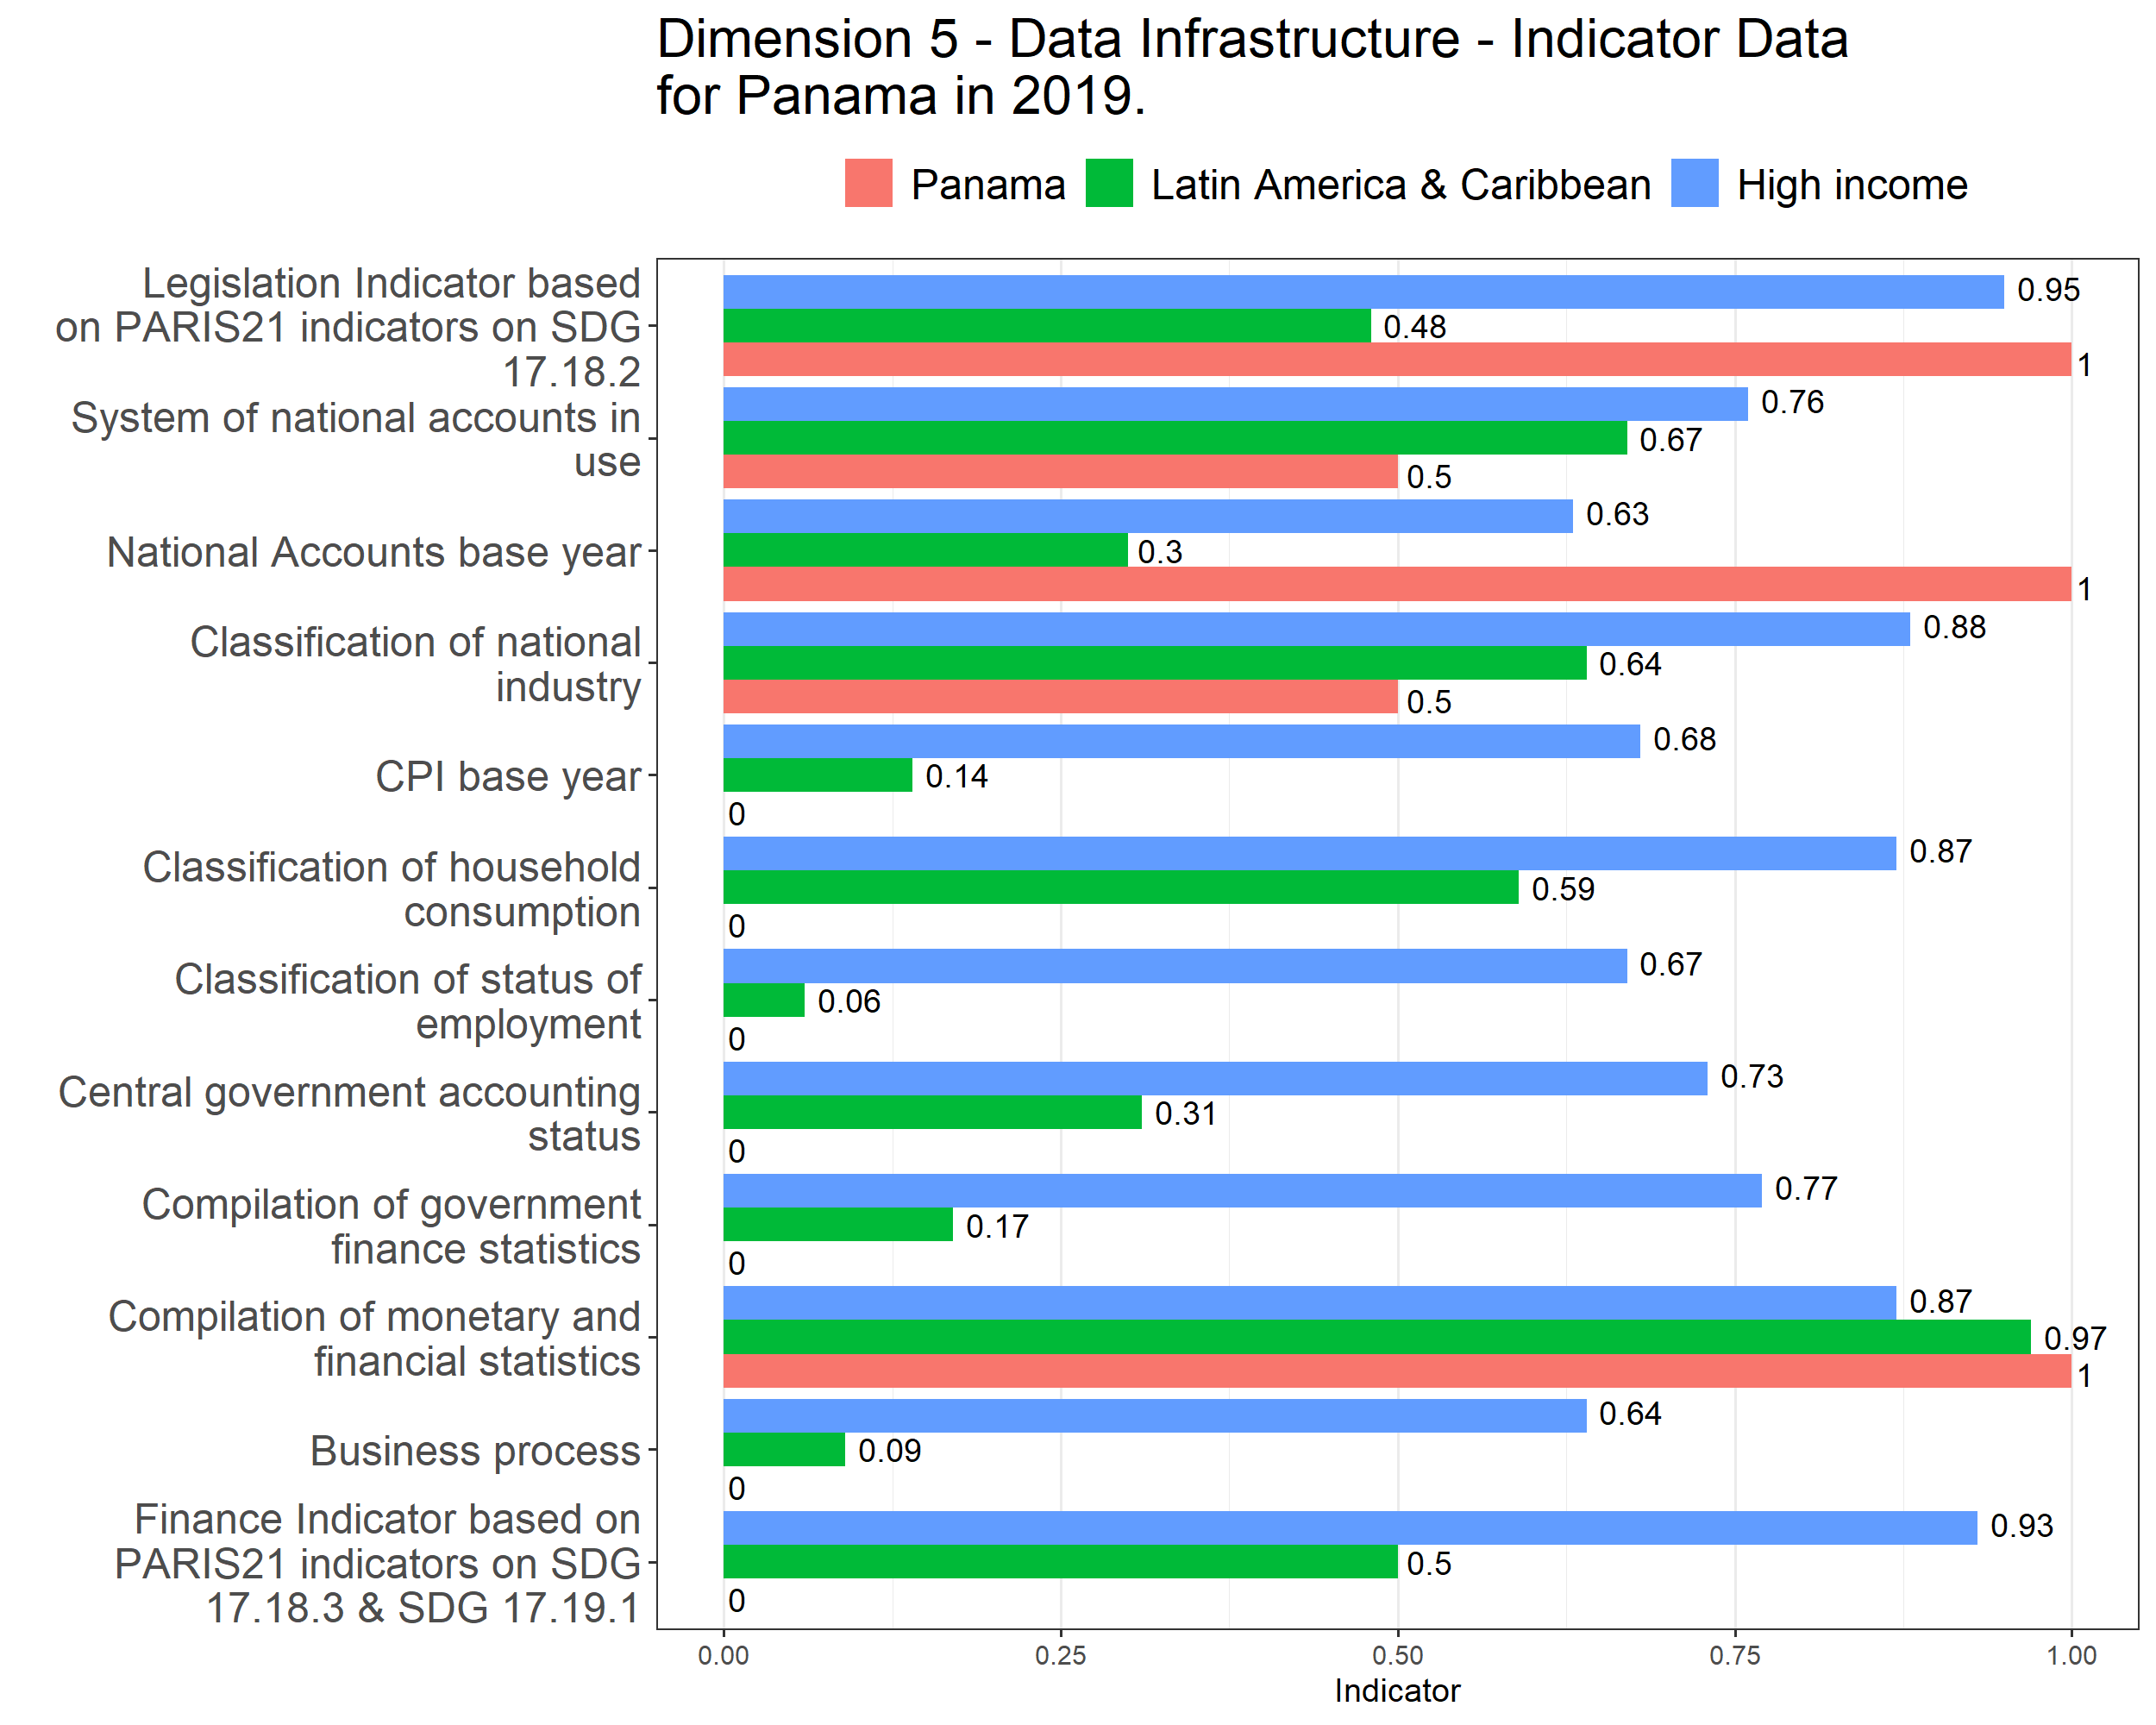 Dimension 5 - Data Infrastructure - Indicator Data
for Panama in 2019.
Panama
Latin America & Caribbean
High income
Legislation Indicator based
on PARIS21 indicators on SDG
17.18.2
0.95
0.48
1
System of national accounts in
use
0.76
0.67
0.5
National Accounts base year
0.63
0.3
1
Classification of national
industry
0.88
0.64
0.5
CPI base year
0.68
0.14
0
Classification of household
consumption
0.87
0.59
0
Classification of status of
employment
0.67
0.06
0
Central government accounting
status
0.73
0.31
0
Compilation of government
finance statistics
0.77
0.17
0
Compilation of monetary and
financial statistics
0.87
0.97
1
Business process
0.64
0.09
0
Finance Indicator based on
PARIS21 indicators on SDG
17.18.3 & SDG 17.19.1
0.93
0.5
0
0.00
0.25
0.50
0.75
1.00
Indicator